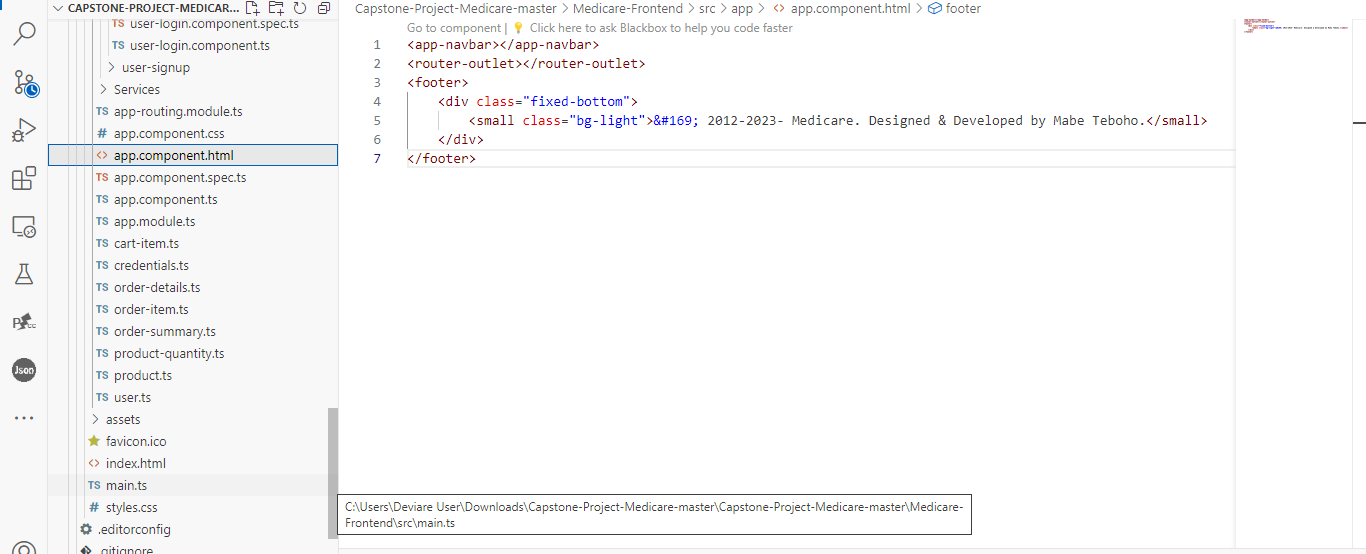 CAPSTONE-PROJECT-MEDICAR...
Capstone-Project-Medicare-master > Medicare-Frontend > src > app > <> app.component.html > footer
TS user-login.component.spec.ts
TS user-login.component.ts
user-signup
Services
TS app-routing.module.ts
# app.component.css
<> app.component.html
TS app.component.spec.ts
TS app.component.ts
TS app.module.ts
TS cart-item.ts
TS credentials.ts
TS order-details.ts
TS order-item.ts
TS order-summary.ts
TS product-quantity.ts
TS product.ts
TS user.ts
assets
favicon.ico
<> index.html
TS main.ts
# styles.css
.editorconfig
.gitignore
Json
Go to component | 💡 Click here to ask Blackbox to help you code faster
1 <app-navbar></app-navbar>
2 <router-outlet></router-outlet>
3 <footer>
4 <div class="fixed-bottom">
5 <small class="bg-light">&#169; 2012-2023- Medicare. Designed & Developed by Mabe Teboho.</small>
6 </div>
7 </footer>
C:\Users\Deviare User\Downloads\Capstone-Project-Medicare-master\Capstone-Project-Medicare-master\Medicare-
Frontend\src\main.ts